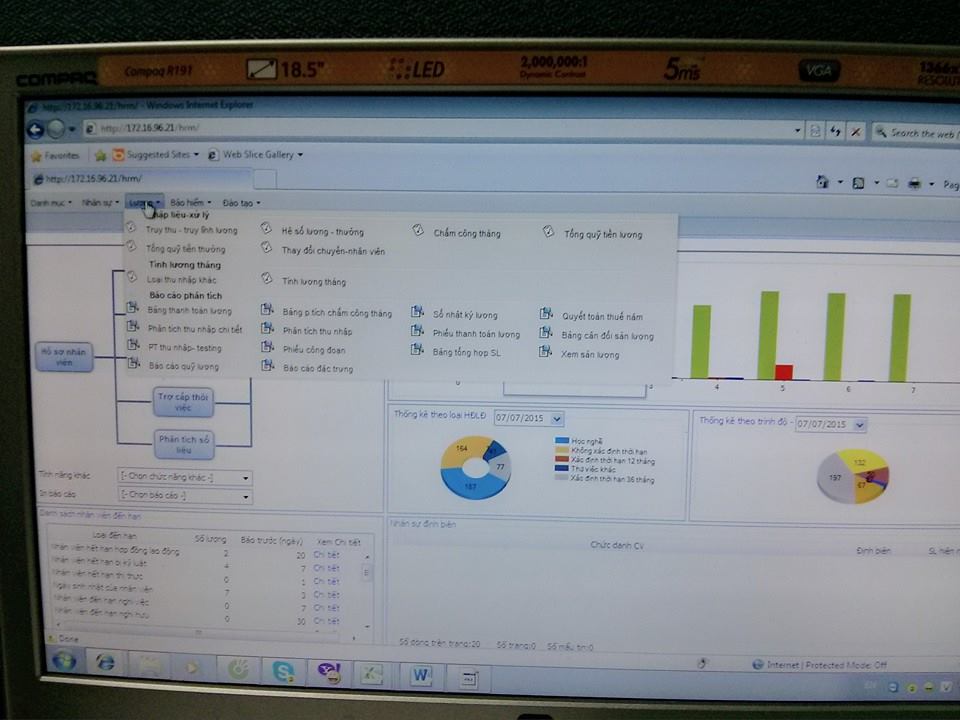 COMPAQ Compaq R191 18.5" LED 2,000,000:1 5ms VGA 1366x
Dynamic Contrast RESOLUT
http://172.16.96.21/hrm/ - Windows Internet Explorer
http://172.16.96.21/hrm/ Search the web (
Favorites Suggested Sites Web Slice Gallery
http://172.16.96.21/hrm/ Pag
Danh mục Nhân sự Lương Bảo hiểm Đào tạo
liệu-xử lý
Truy thu - truy lĩnh lương Hệ số lương - thưởng Chấm công tháng Tổng quỹ tiền lương
Tổng quỹ tiền thưởng Thay đổi chuyền-nhân viên
Tính lương tháng
Loại thu nhập khác Tính lương tháng
Báo cáo phân tích
Bảng thanh toán lương Bảng p tích chấm công tháng Sổ nhật ký lương Quyết toán thuế năm
Phân tích thu nhập chi tiết Phân tích thu nhập Phiếu thanh toán lương Bảng cân đối sản lượng
PT thu nhập- testing Phiếu công đoạn Bảng tổng hợp SL Xem sản lượng
Báo cáo quỹ lương Báo cáo đặc trưng
Hồ sơ nhân viên
4 5 6 7
Trợ cấp thôi việc
Phân tích số liệu
Thống kê theo loại HĐLĐ 07/07/2015
Học nghề
Không xác định thời hạn
Xác định thời hạn 12 tháng
Thử việc khác
Xác định thời hạn 36 tháng
164 77 187
Thống kê theo trình độ - 07/07/2015
132 197 67
Tính năng khác [- Chọn chức năng khác -]
In báo cáo [- Chọn báo cáo -]
Danh sách nhân viên đến hạn
Loại đến hạn Số lượng Báo trước (ngày) Xem Chi tiết
Nhân viên hết hạn hợp đồng lao động 2 20 Chi tiết
Nhân viên hết hạn bị kỷ luật 4 7 Chi tiết
Nhân viên hết hạn thị thực 0 1 Chi tiết
Ngày sinh nhật của nhân viên 7 3 Chi tiết
Nhân viên đến hạn nghỉ việc 0 7 Chi tiết
Nhân viên đến hạn nghỉ hưu 0 30
Nhân sự định biên
Chức danh CV Định biên SL hiện
Số dòng trên trang:20 Số trang:0 Số mẩu tin:0
Done Internet | Protected Mode: Off
EN